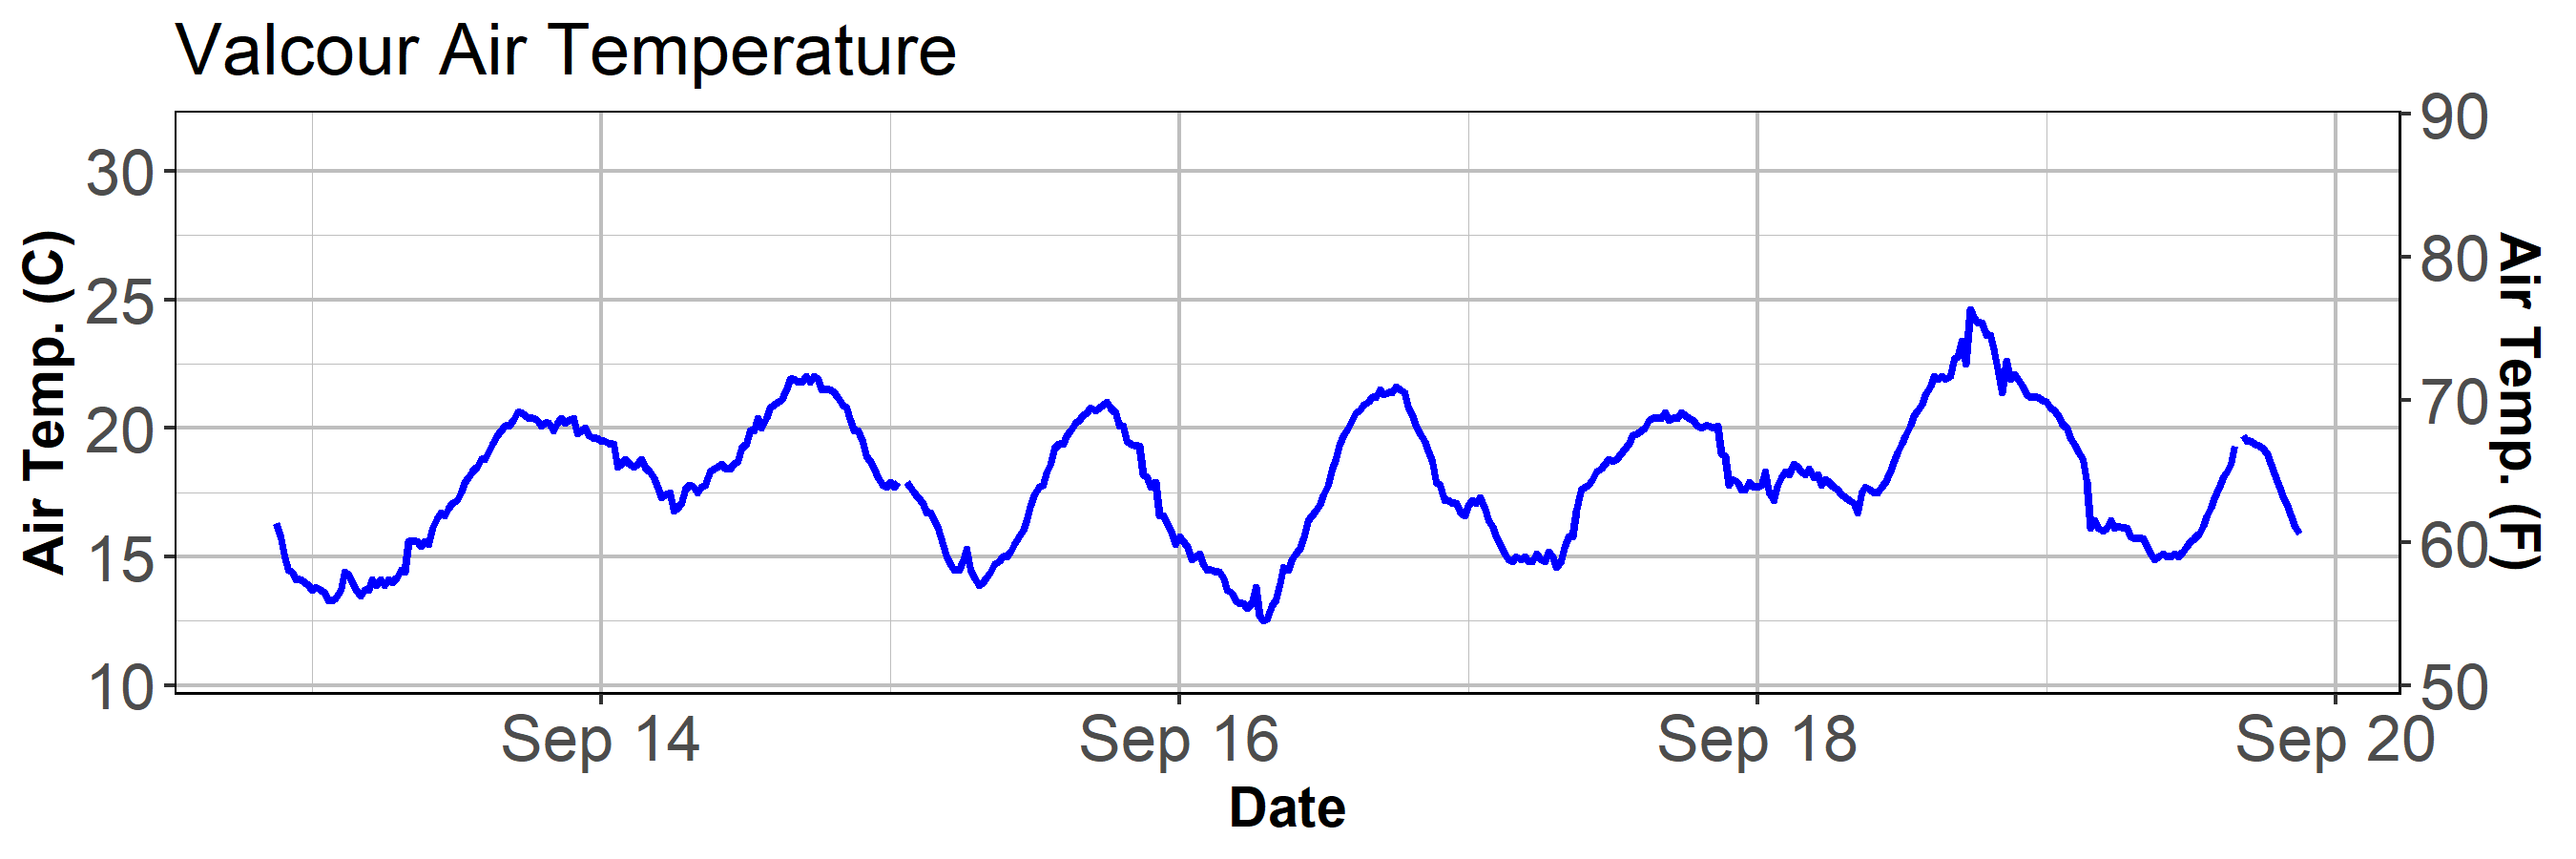 Valcour Air Temperature
Air Temp. (C)
30
25
20
15
10
90
80
70
60
50
Air Temp. (F)
Sep 14 Sep 16 Sep 18 Sep 20
Date